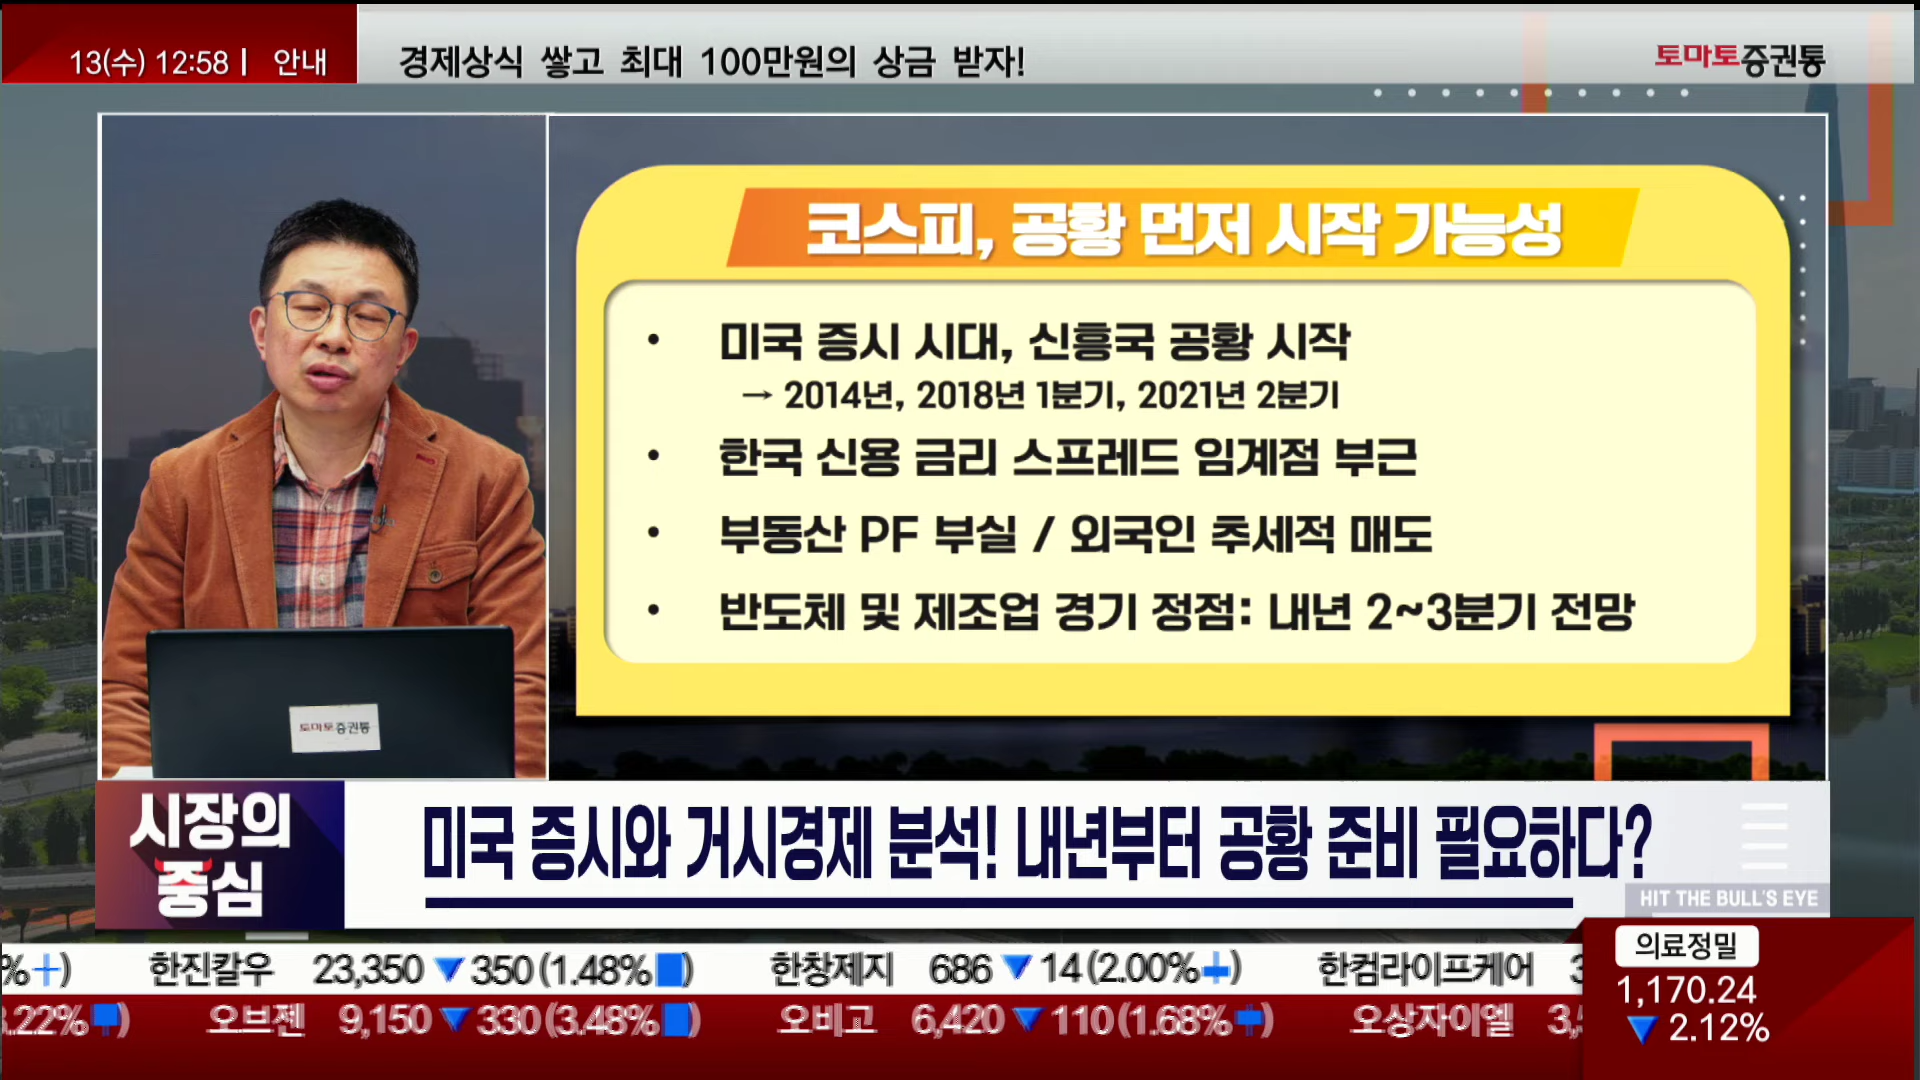 13(수) 12:58 | 안내
경제상식 쌓고 최대 100만원의 상금 받자!
토마토증권통
코스피, 공황 먼저 시작 가능성
• 미국 증시 시대, 신흥국 공황 시작
→ 2014년, 2018년 1분기, 2021년 2분기
• 한국 신용 금리 스프레드 임계점 부근
• 부동산 PF 부실 / 외국인 추세적 매도
• 반도체 및 제조업 경기 정점: 내년 2~3분기 전망
토마토증권통
시장의
중심
미국 증시와 거시경제 분석! 내년부터 공황 준비 필요하다?
HIT THE BULL'S EYE
%+) 한진칼우 23,350 ▼ 350 (1.48%) 한창제지 686 ▼ 14 (2.00%+) 한컴라이프케어
.22%) 오브젠 9,150 ▼ 330 (3.48%) 오비고 6,420 ▼ 110 (1.68%+) 오상자이엘 3,5
의료정밀
1,170.24
▼ 2.12%